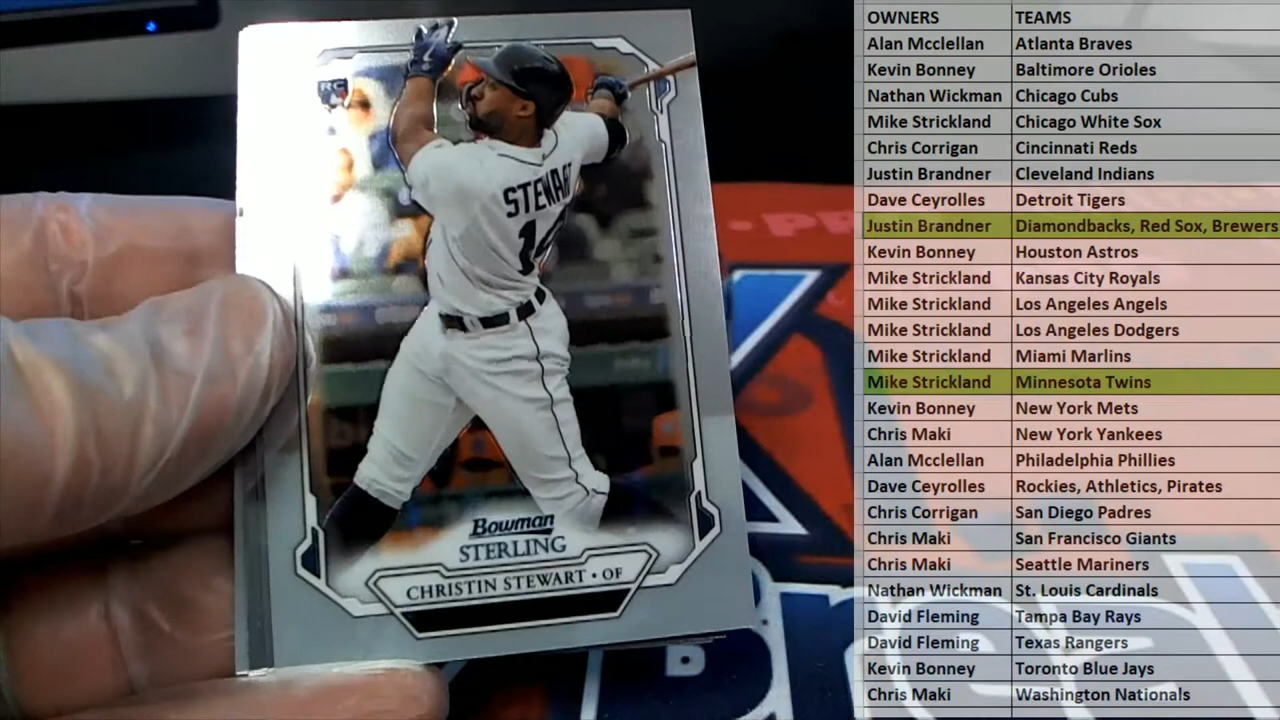 RC
STEWART
14
Bowman
STERLING
CHRISTIN STEWART • OF
OWNERS TEAMS
Alan Mcclellan Atlanta Braves
Kevin Bonney Baltimore Orioles
Nathan Wickman Chicago Cubs
Mike Strickland Chicago White Sox
Chris Corrigan Cincinnati Reds
Justin Brandner Cleveland Indians
Dave Ceyrolles Detroit Tigers
Justin Brandner Diamondbacks, Red Sox, Brewers
Kevin Bonney Houston Astros
Mike Strickland Kansas City Royals
Mike Strickland Los Angeles Angels
Mike Strickland Los Angeles Dodgers
Mike Strickland Miami Marlins
Mike Strickland Minnesota Twins
Kevin Bonney New York Mets
Chris Maki New York Yankees
Alan Mcclellan Philadelphia Phillies
Dave Ceyrolles Rockies, Athletics, Pirates
Chris Corrigan San Diego Padres
Chris Maki San Francisco Giants
Chris Maki Seattle Mariners
Nathan Wickman St. Louis Cardinals
David Fleming Tampa Bay Rays
David Fleming Texas Rangers
Kevin Bonney Toronto Blue Jays
Chris Maki Washington Nationals